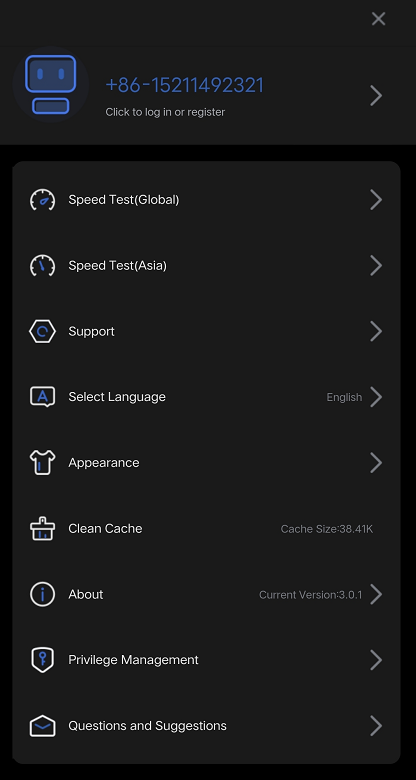 +86-15211492321
Click to log in or register
Speed Test(Global)
Speed Test(Asia)
Support
Select Language English
Appearance
Clean Cache Cache Size:38.41K
About Current Version:3.0.1
Privilege Management
Questions and Suggestions